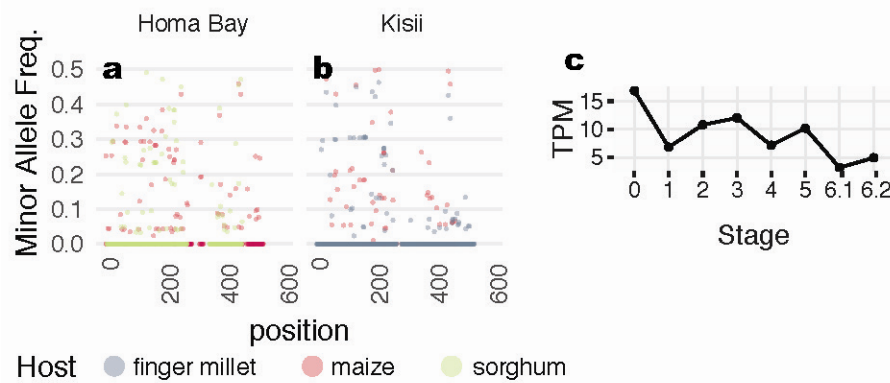 Homa Bay
Kisii
a
b
c
Minor Allele Freq.
0.5
0.4
0.3
0.2
0.1
0.0
0 200 400 600
0 200 400 600
position
TPM
15
10
5
0 1 2 3 4 5 6.1 6.2
Stage
Host finger millet maize sorghum